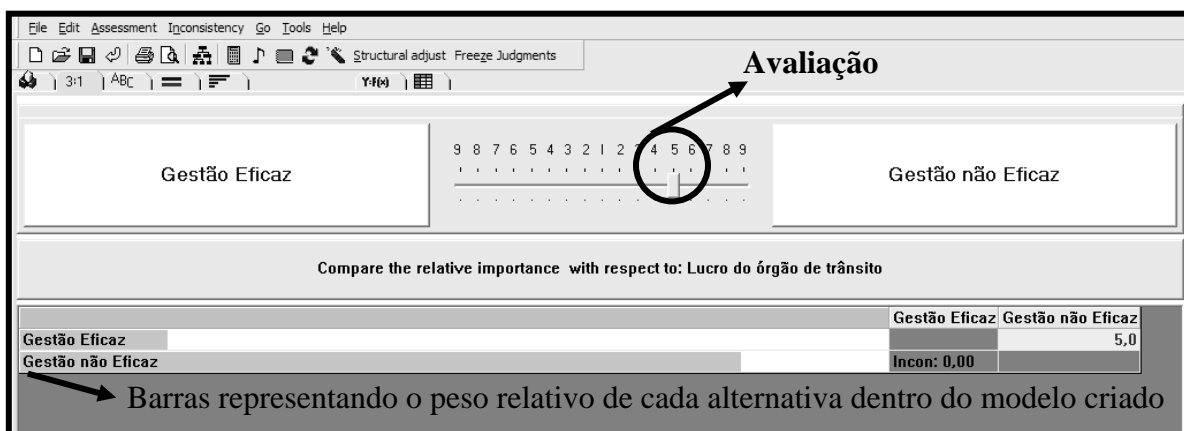 File Edit Assessment Inconsistency Go Tools Help
Structural adjust Freeze Judgments
3:1 ABC Y:F(x)
Avaliação
9 8 7 6 5 4 3 2 1 2 3 4 5 6 7 8 9
Gestão Eficaz
Gestão não Eficaz
Compare the relative importance with respect to: Lucro do órgão de trânsito
Gestão Eficaz Gestão não Eficaz
Gestão Eficaz 5,0
Gestão não Eficaz Incon: 0,00
Barras representando o peso relativo de cada alternativa dentro do modelo criado